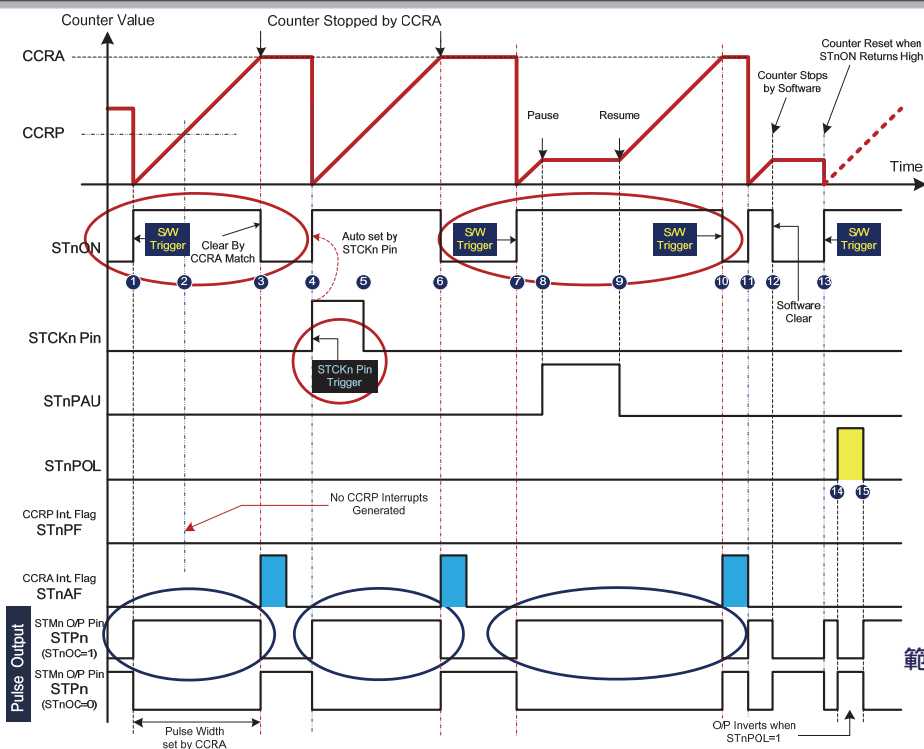 Counter Value
Counter Stopped by CCRA
CCRA
Counter Reset when
STnON Returns High
Counter Stops
by Software
CCRP
Pause
Resume
Time
STnON
S/W
Trigger
Clear By
CCRA Match
Auto set by
STCKn Pin
S/W
Trigger
S/W
Trigger
S/W
Trigger
1 2 3 4 5 6 7 8 9 10 11 12 13
Software
Clear
STCKn Pin
STCKn Pin
Trigger
STnPAU
STnPOL
14 15
CCRP Int. Flag
STnPF
No CCRP Interrupts
Generated
CCRA Int. Flag
STnAF
Pulse Output
STMn O/P Pin
STPn
(STnOC=1)
範
STMn O/P Pin
STPn
(STnOC=0)
Pulse Width
set by CCRA
O/P Inverts when
STnPOL=1